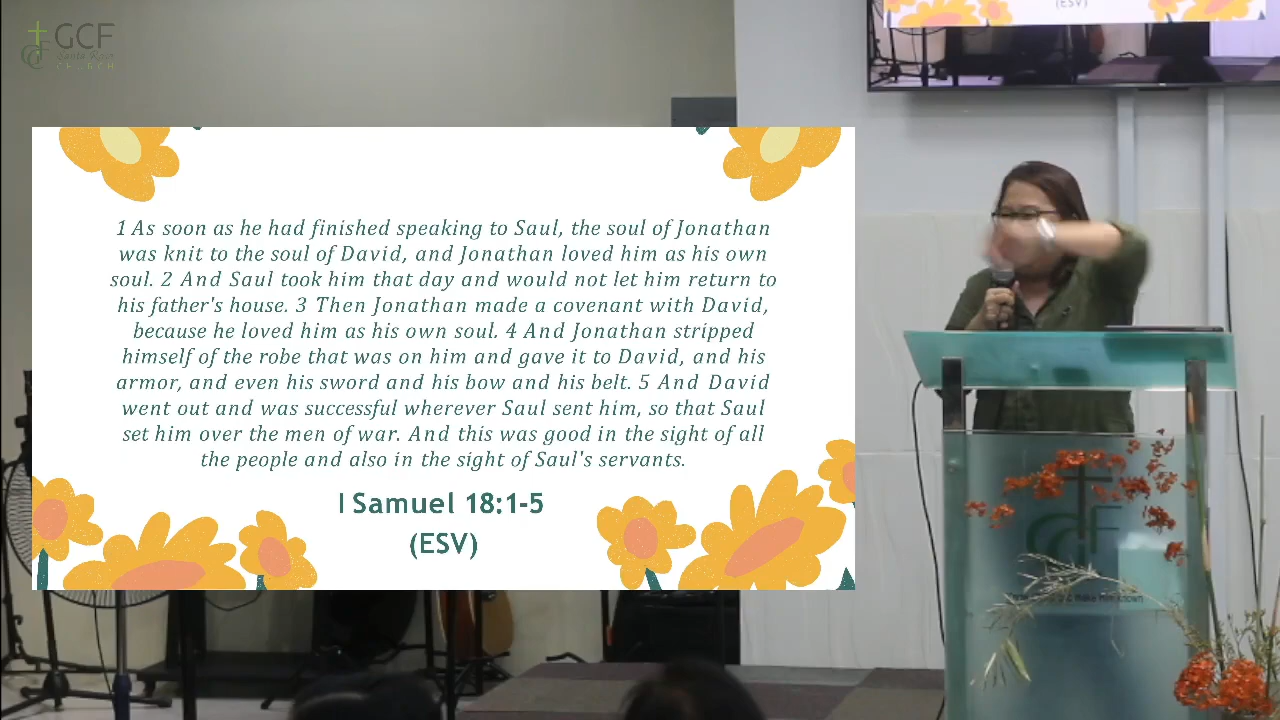 GCF
CHURCH
(ESV)
1 As soon as he had finished speaking to Saul, the soul of Jonathan
was knit to the soul of David, and Jonathan loved him as his own
soul. 2 And Saul took him that day and would not let him return to
his father's house. 3 Then Jonathan made a covenant with David,
because he loved him as his own soul. 4 And Jonathan stripped
himself of the robe that was on him and gave it to David, and his
armor, and even his sword and his bow and his belt. 5 And David
went out and was successful wherever Saul sent him, so that Saul
set him over the men of war. And this was good in the sight of all
the people and also in the sight of Saul's servants.
I Samuel 18:1-5
(ESV)
GCF
& Make Him known